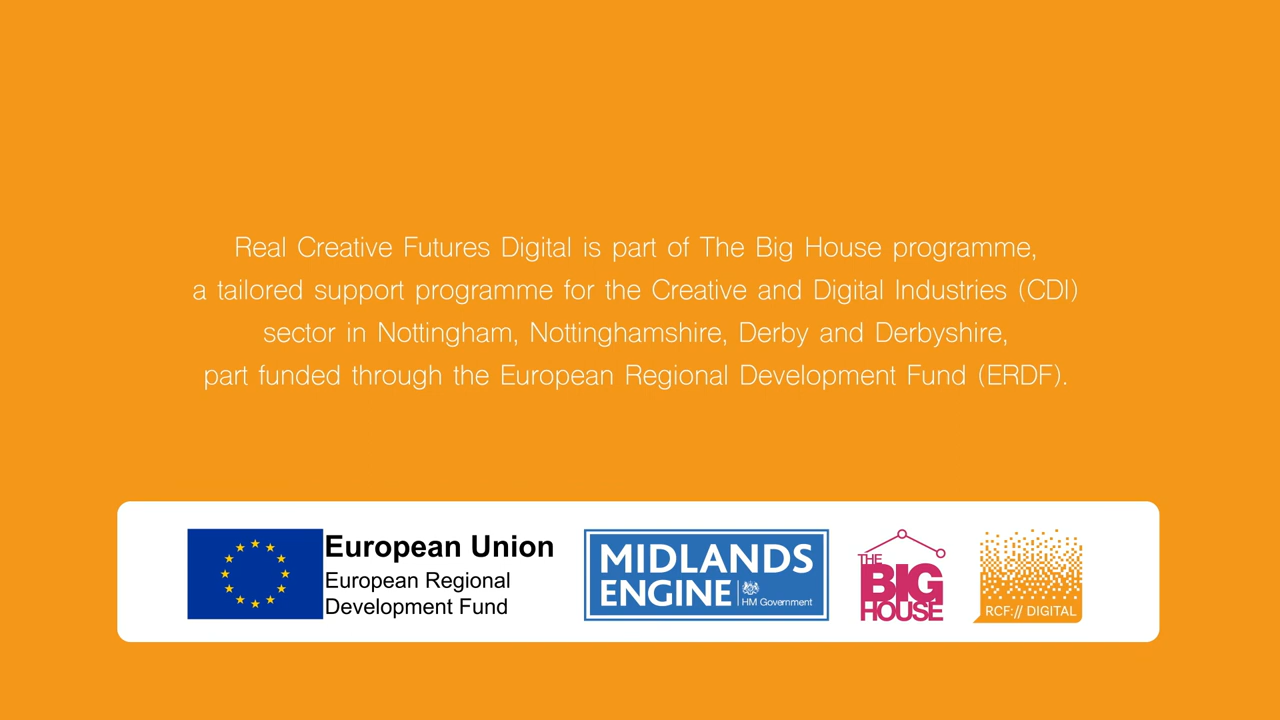 Real Creative Futures Digital is part of The Big House programme,
a tailored support programme for the Creative and Digital Industries (CDI)
sector in Nottingham, Nottinghamshire, Derby and Derbyshire,
part funded through the European Regional Development Fund (ERDF).
European Union
European Regional
Development Fund
MIDLANDS
ENGINE
HM Government
THE
BIG
HOUSE
RCF:// DIGITAL